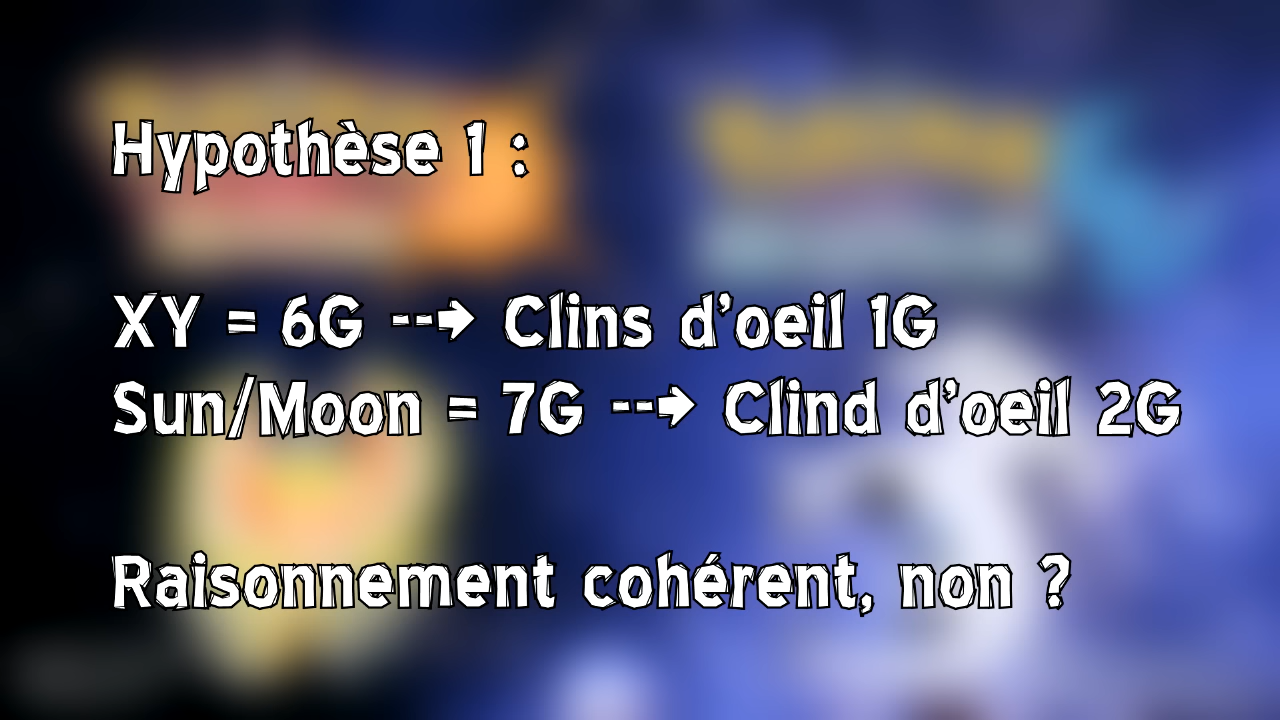 Hypothèse 1 :
XY = 6G --→ Clins d'oeil 1G
Sun/Moon = 7G --→ Clind d'oeil 2G
Raisonnement cohérent, non ?